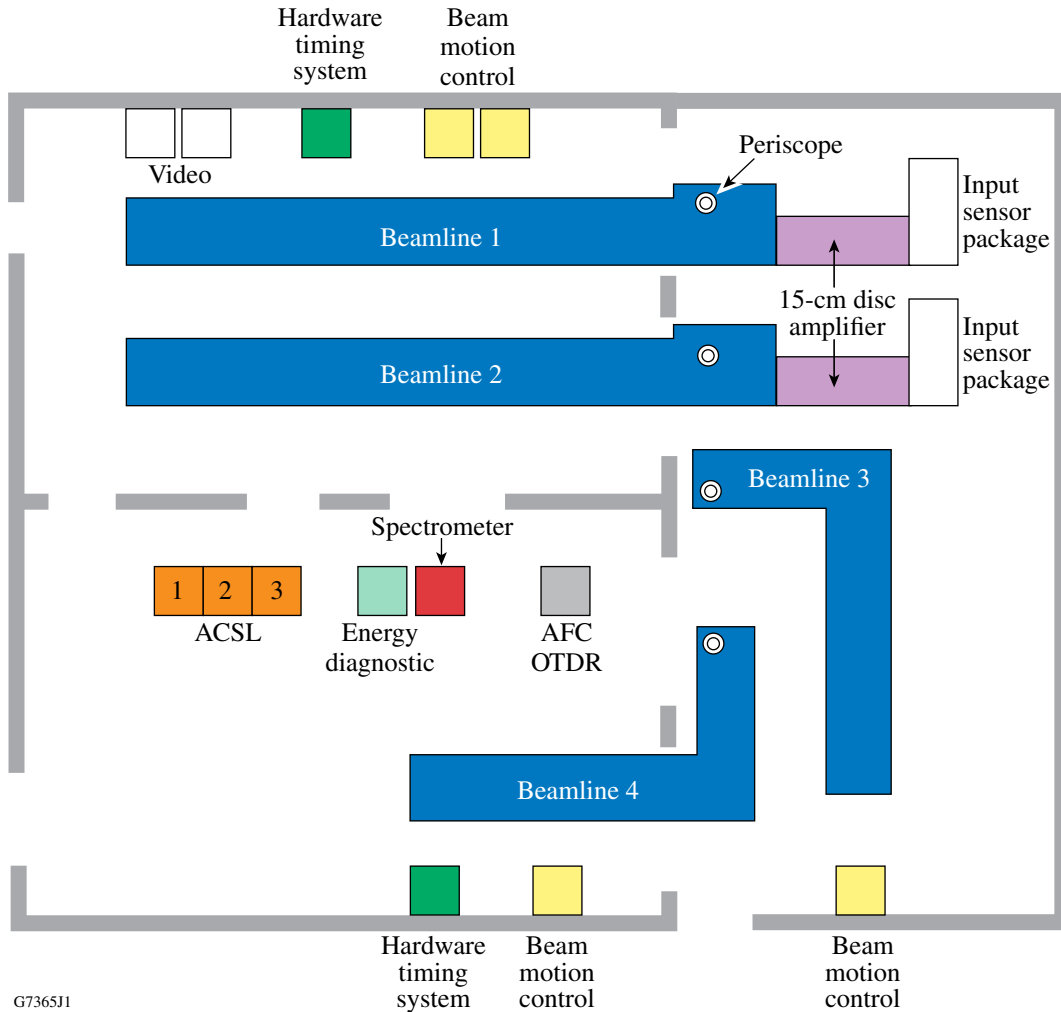 Hardware
timing
system
Beam
motion
control
Video
Periscope
Input
sensor
package
Beamline 1
15-cm disc
amplifier
Input
sensor
package
Beamline 2
Beamline 3
Spectrometer
1 2 3
ACSL
Energy
diagnostic
AFC
OTDR
Beamline 4
Hardware
timing
system
Beam
motion
control
Beam
motion
control
G7365J1